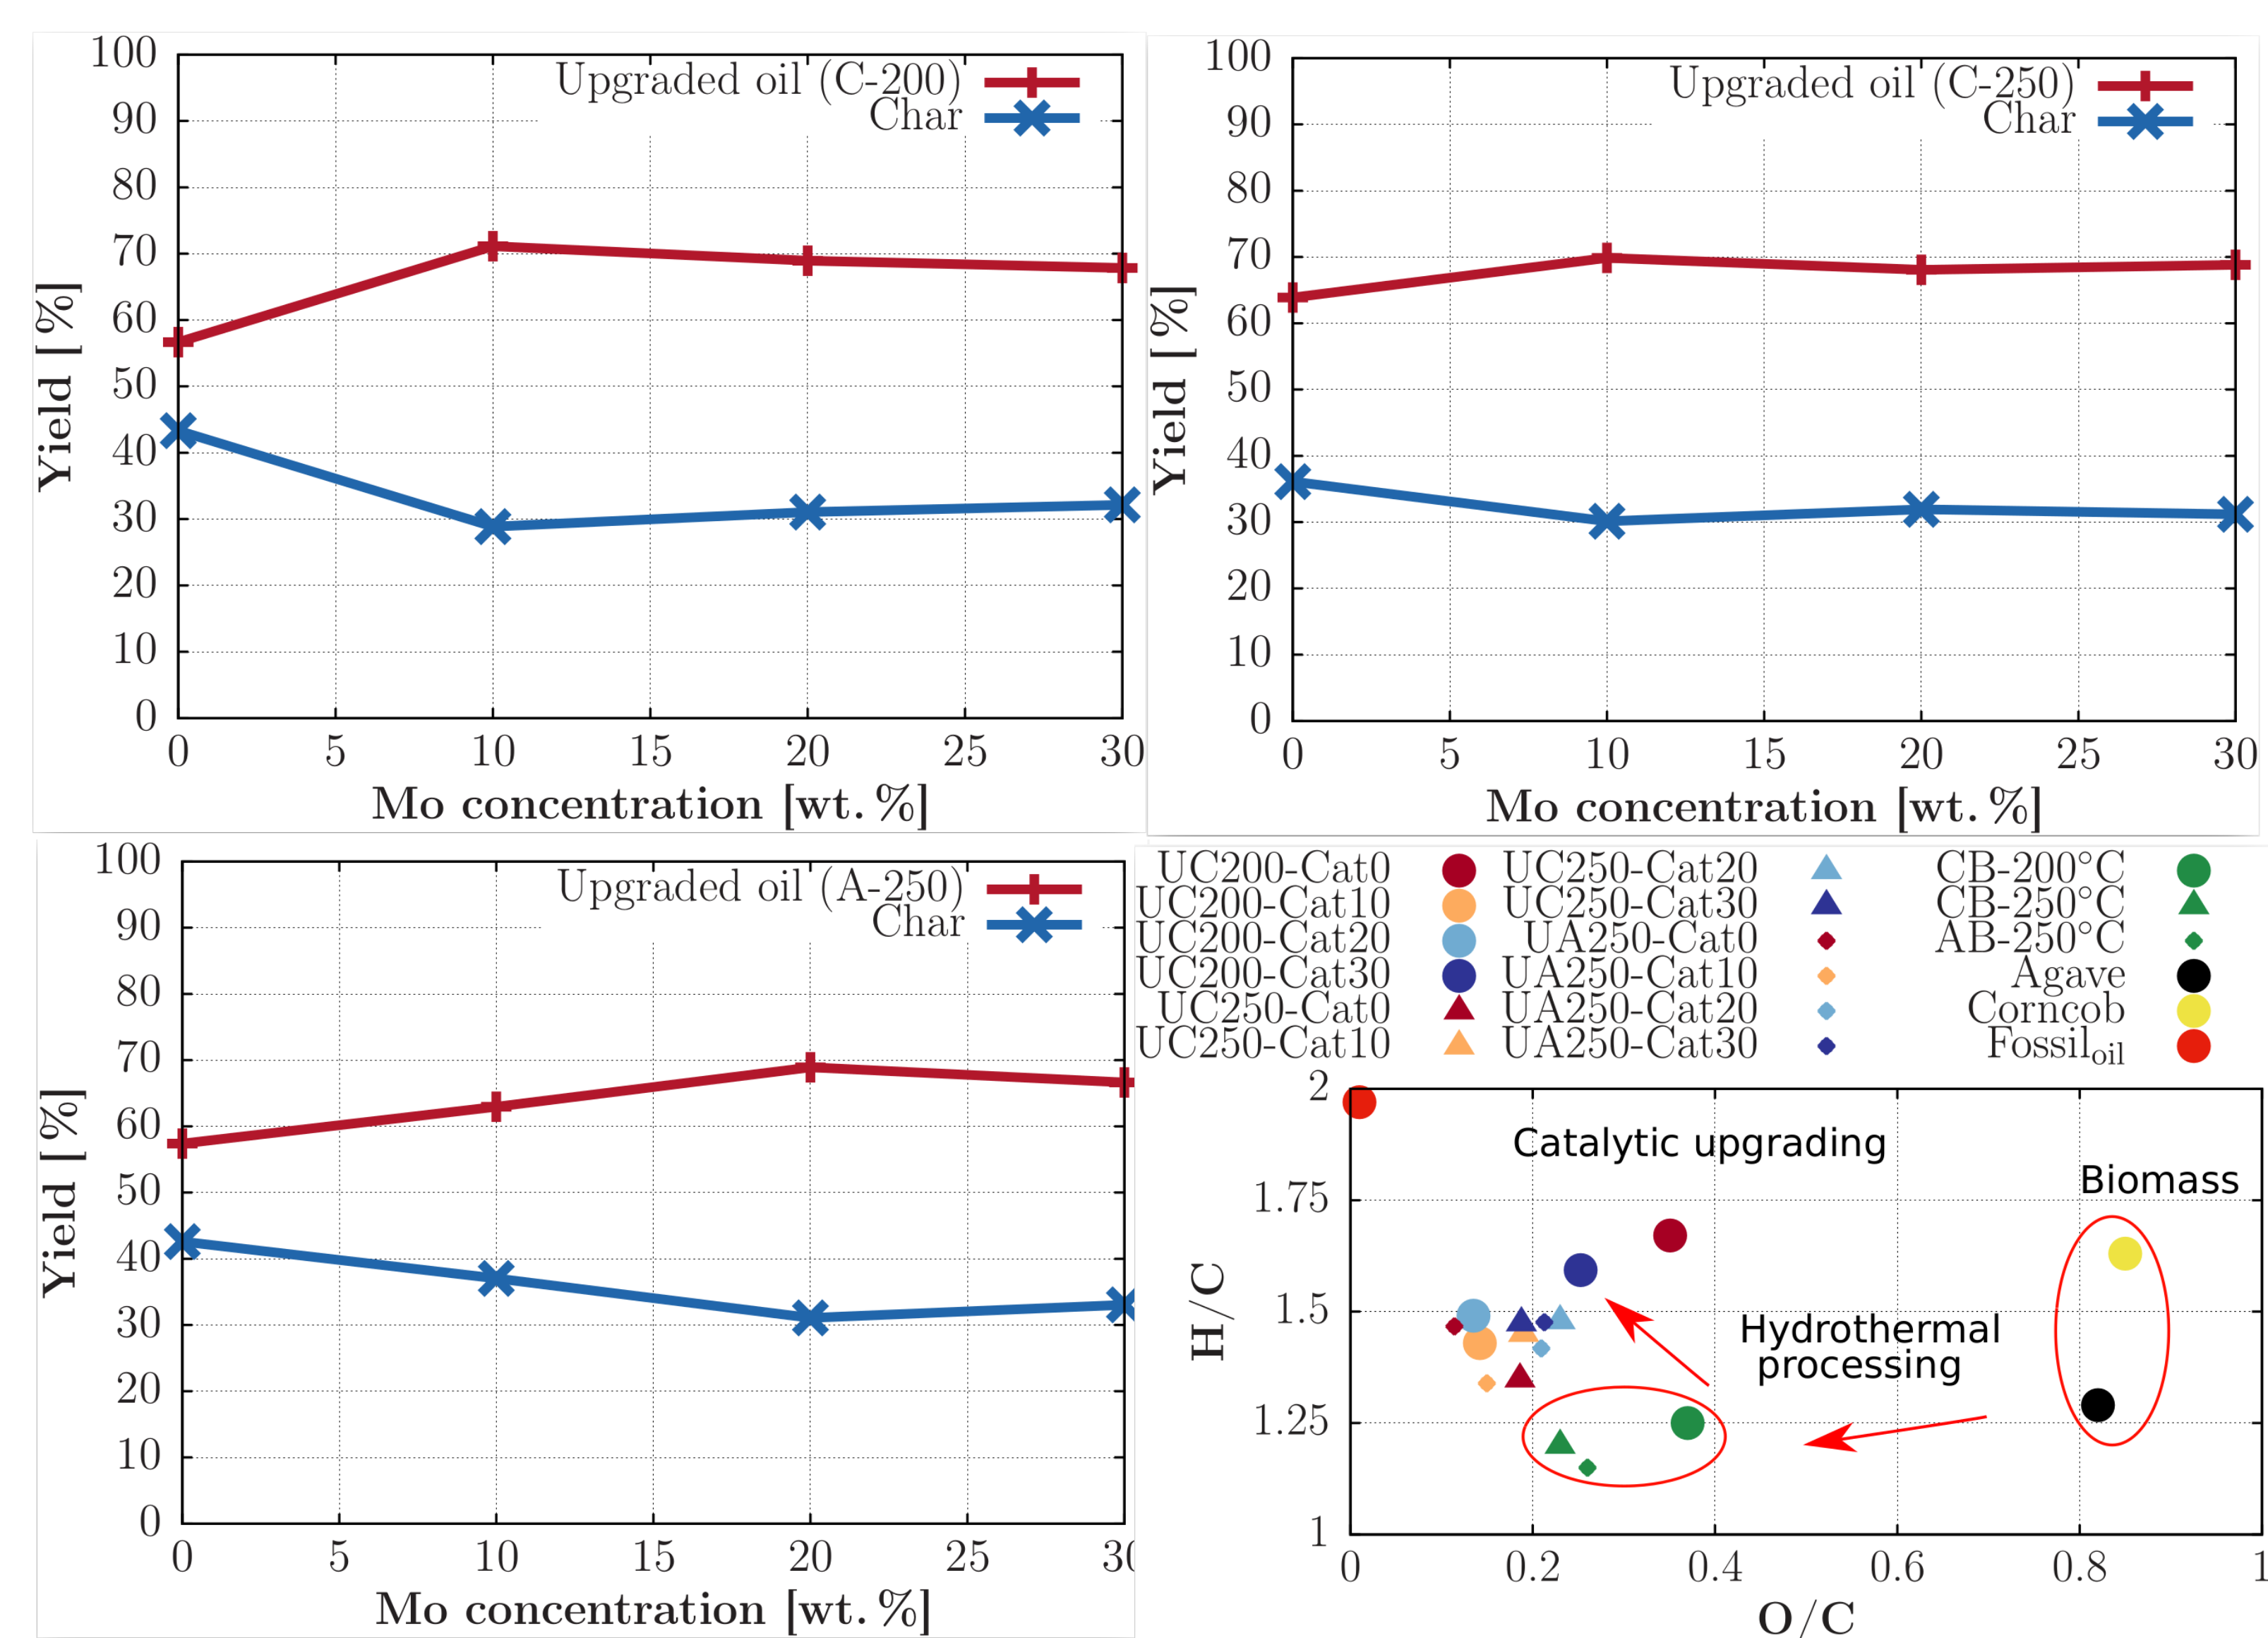 100
90
80
70
60
50
40
30
20
10
0
Yield [%]
Upgraded oil (C-200)
Char
0 5 10 15 20 25 30
Mo concentration [wt. %]
100
90
80
70
60
50
40
30
20
10
0
Yield [%]
Upgraded oil (C-250)
Char
0 5 10 15 20 25 30
Mo concentration [wt. %]
100
90
80
70
60
50
40
30
20
10
0
Yield [%]
Upgraded oil (A-250)
Char
0 5 10 15 20 25 30
Mo concentration [wt. %]
UC200-Cat0 UC250-Cat20 CB-200°C
UC200-Cat10 UC250-Cat30 CB-250°C
UC200-Cat20 UA250-Cat0 AB-250°C
UC200-Cat30 UA250-Cat10 Agave
UC250-Cat0 UA250-Cat20 Corncob
UC250-Cat10 UA250-Cat30 Fossil_oil
2
1.75
1.5
1.25
1
H/C
Catalytic upgrading
Biomass
Hydrothermal
processing
0 0.2 0.4 0.6 0.8 1
O/C